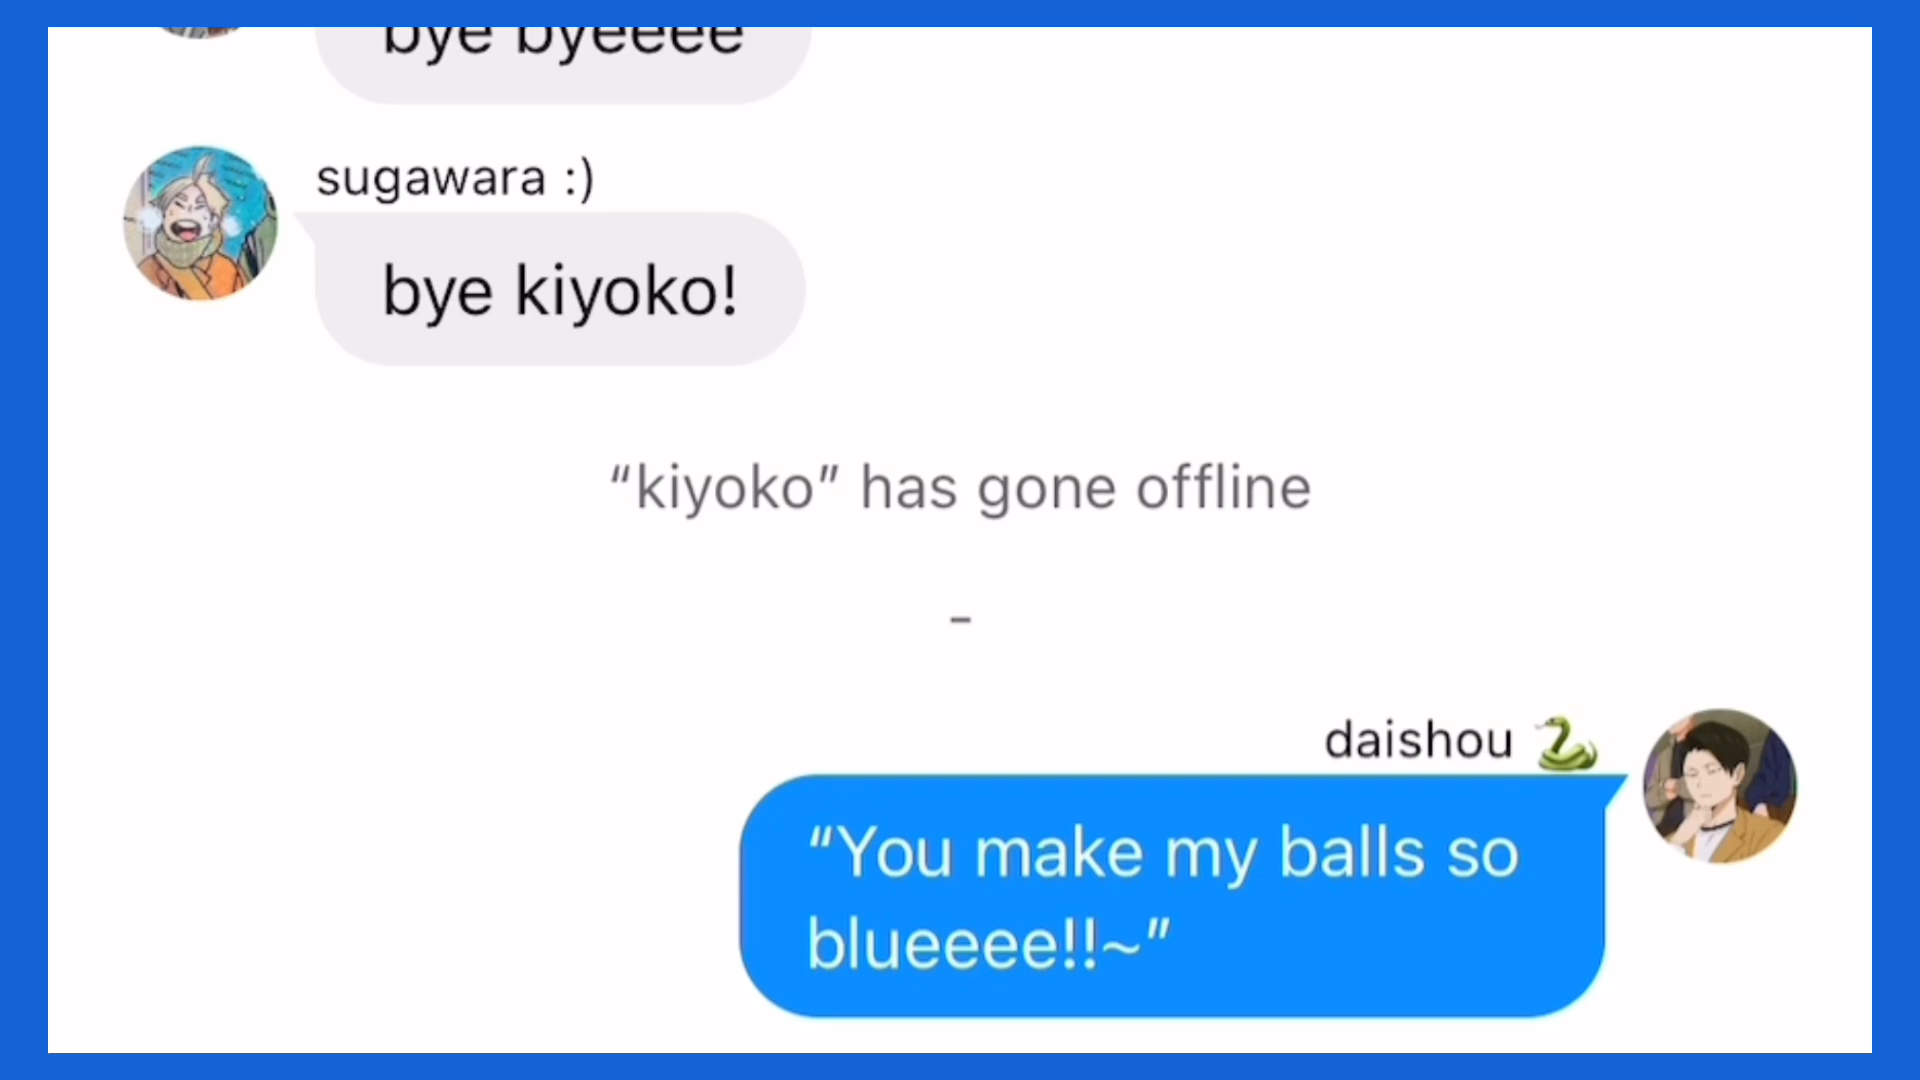 bye byeeee
sugawara :)
bye kiyoko!
“kiyoko” has gone offline
-
daishou 🐍
“You make my balls so
blueeee!!~”